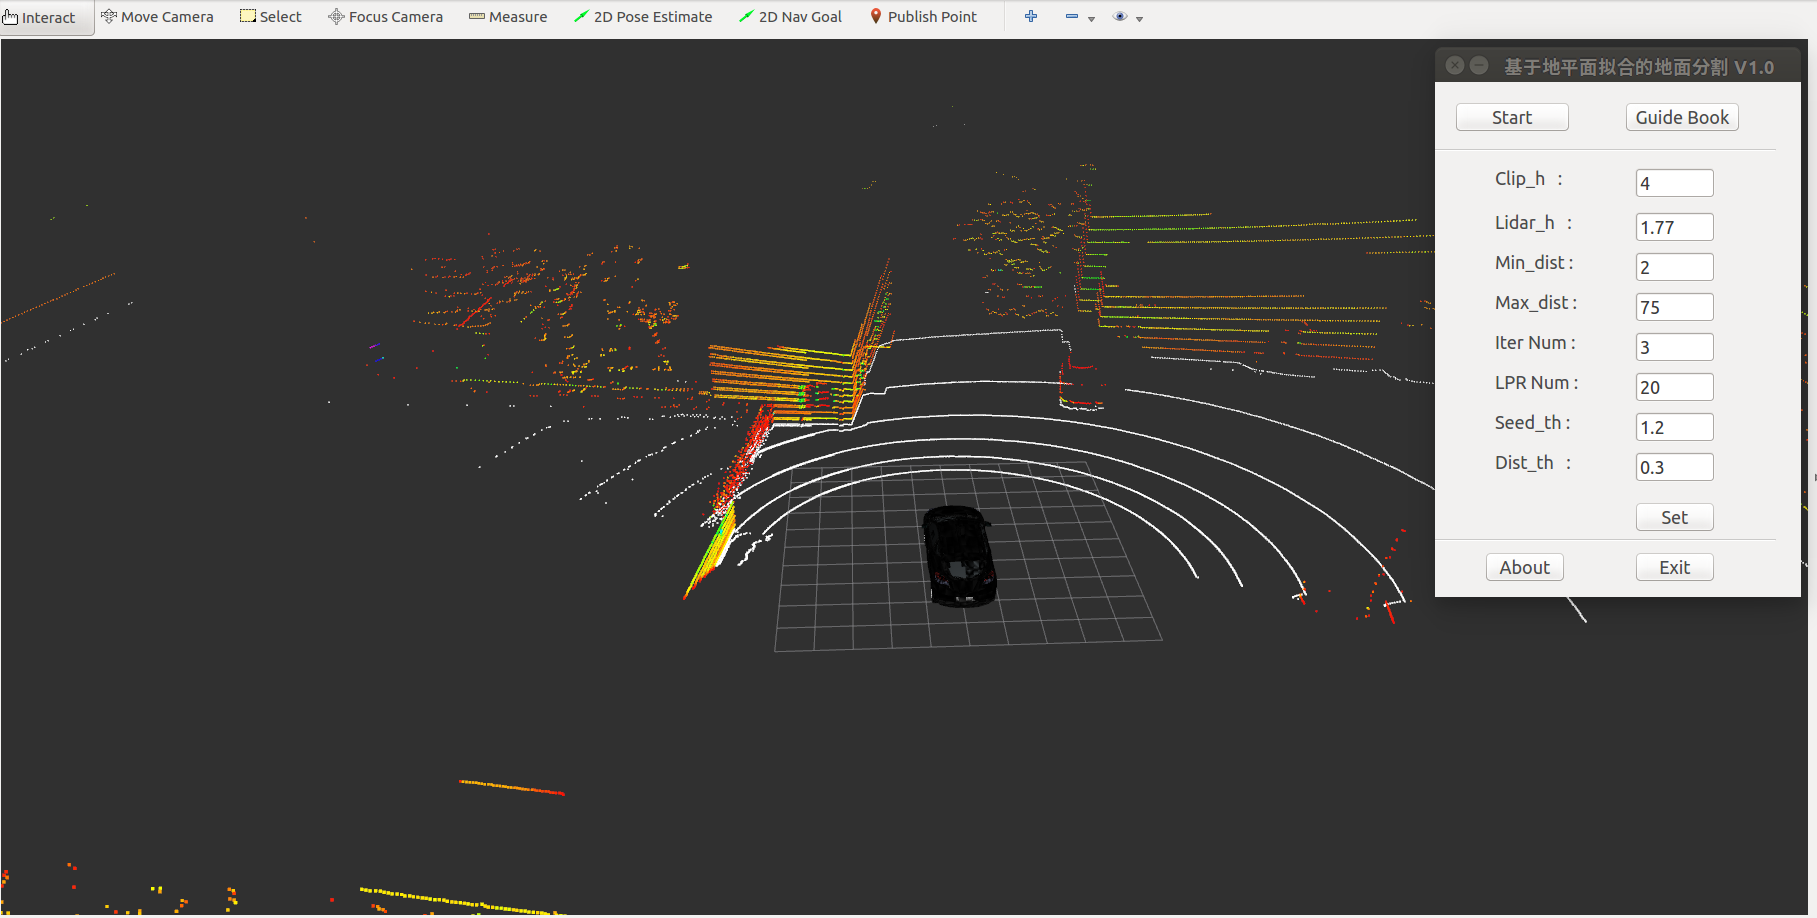 Interact Move Camera Select Focus Camera Measure 2D Pose Estimate 2D Nav Goal Publish Point
基于地平面拟合的地面分割 V1.0
Start Guide Book
Clip_h : 4
Lidar_h : 1.77
Min_dist : 2
Max_dist : 75
Iter Num : 3
LPR Num : 20
Seed_th : 1.2
Dist_th : 0.3
Set
About Exit